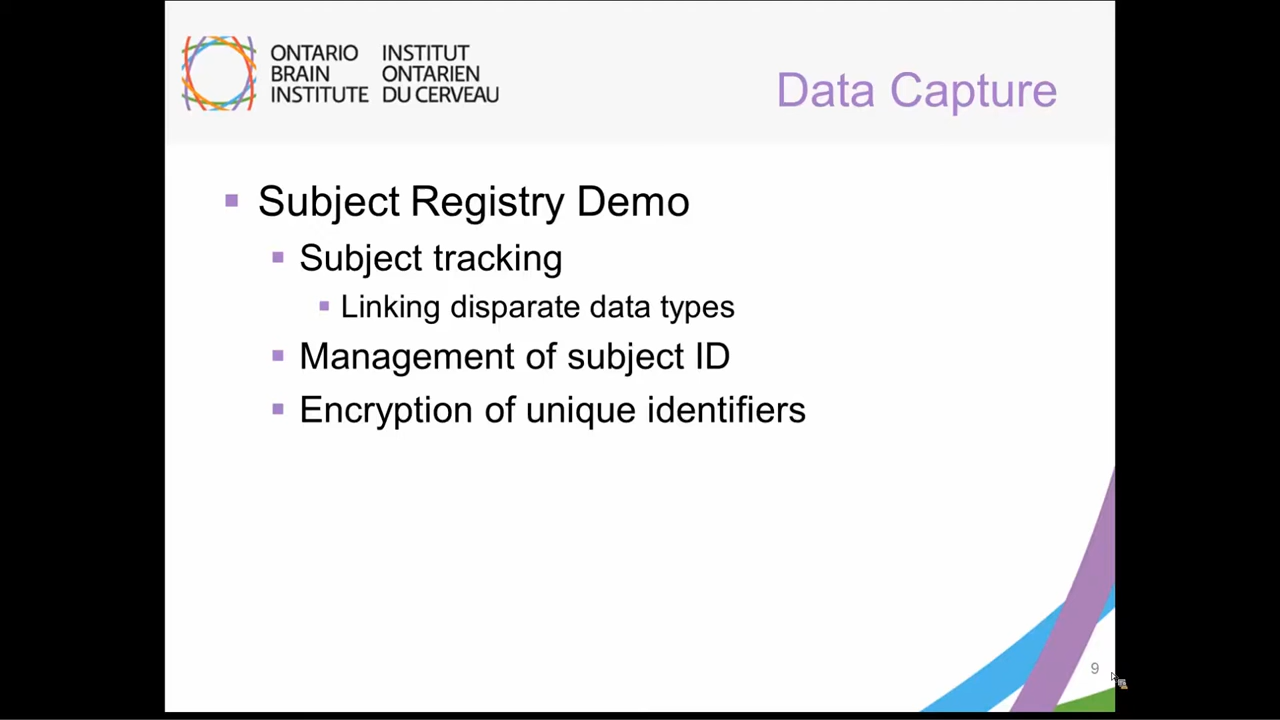 ONTARIO
BRAIN
INSTITUTE
INSTITUT
ONTARIEN
DU CERVEAU
Data Capture
Subject Registry Demo
Subject tracking
Linking disparate data types
Management of subject ID
Encryption of unique identifiers
9